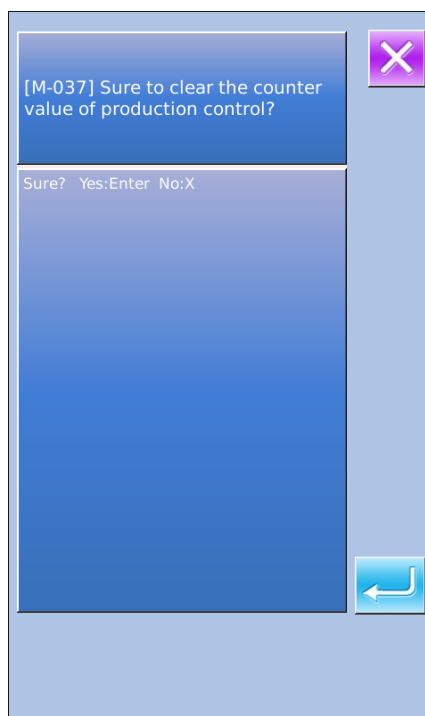 [M-037] Sure to clear the counter
value of production control?
Sure?   Yes:Enter  No:X